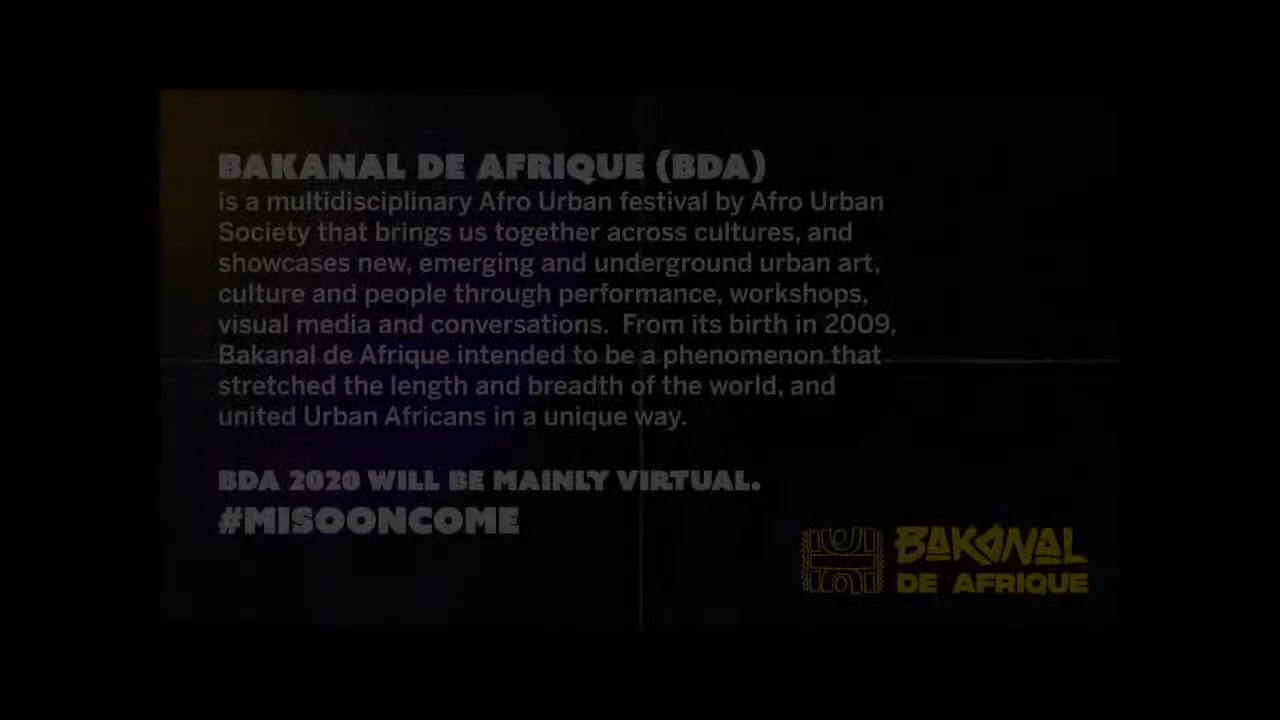 BAKANAL DE AFRIQUE (BDA)
is a multidisciplinary Afro Urban festival by Afro Urban
Society that brings us together across cultures, and
showcases new, emerging and underground urban art,
culture and people through performance, workshops,
visual media and conversations.  From its birth in 2009,
Bakanal de Afrique intended to be a phenomenon that
stretched the length and breadth of the world, and
united Urban Africans in a unique way.
BDA 2020 WILL BE MAINLY VIRTUAL.
#MISOONCOME
BAKANAL
DE AFRIQUE